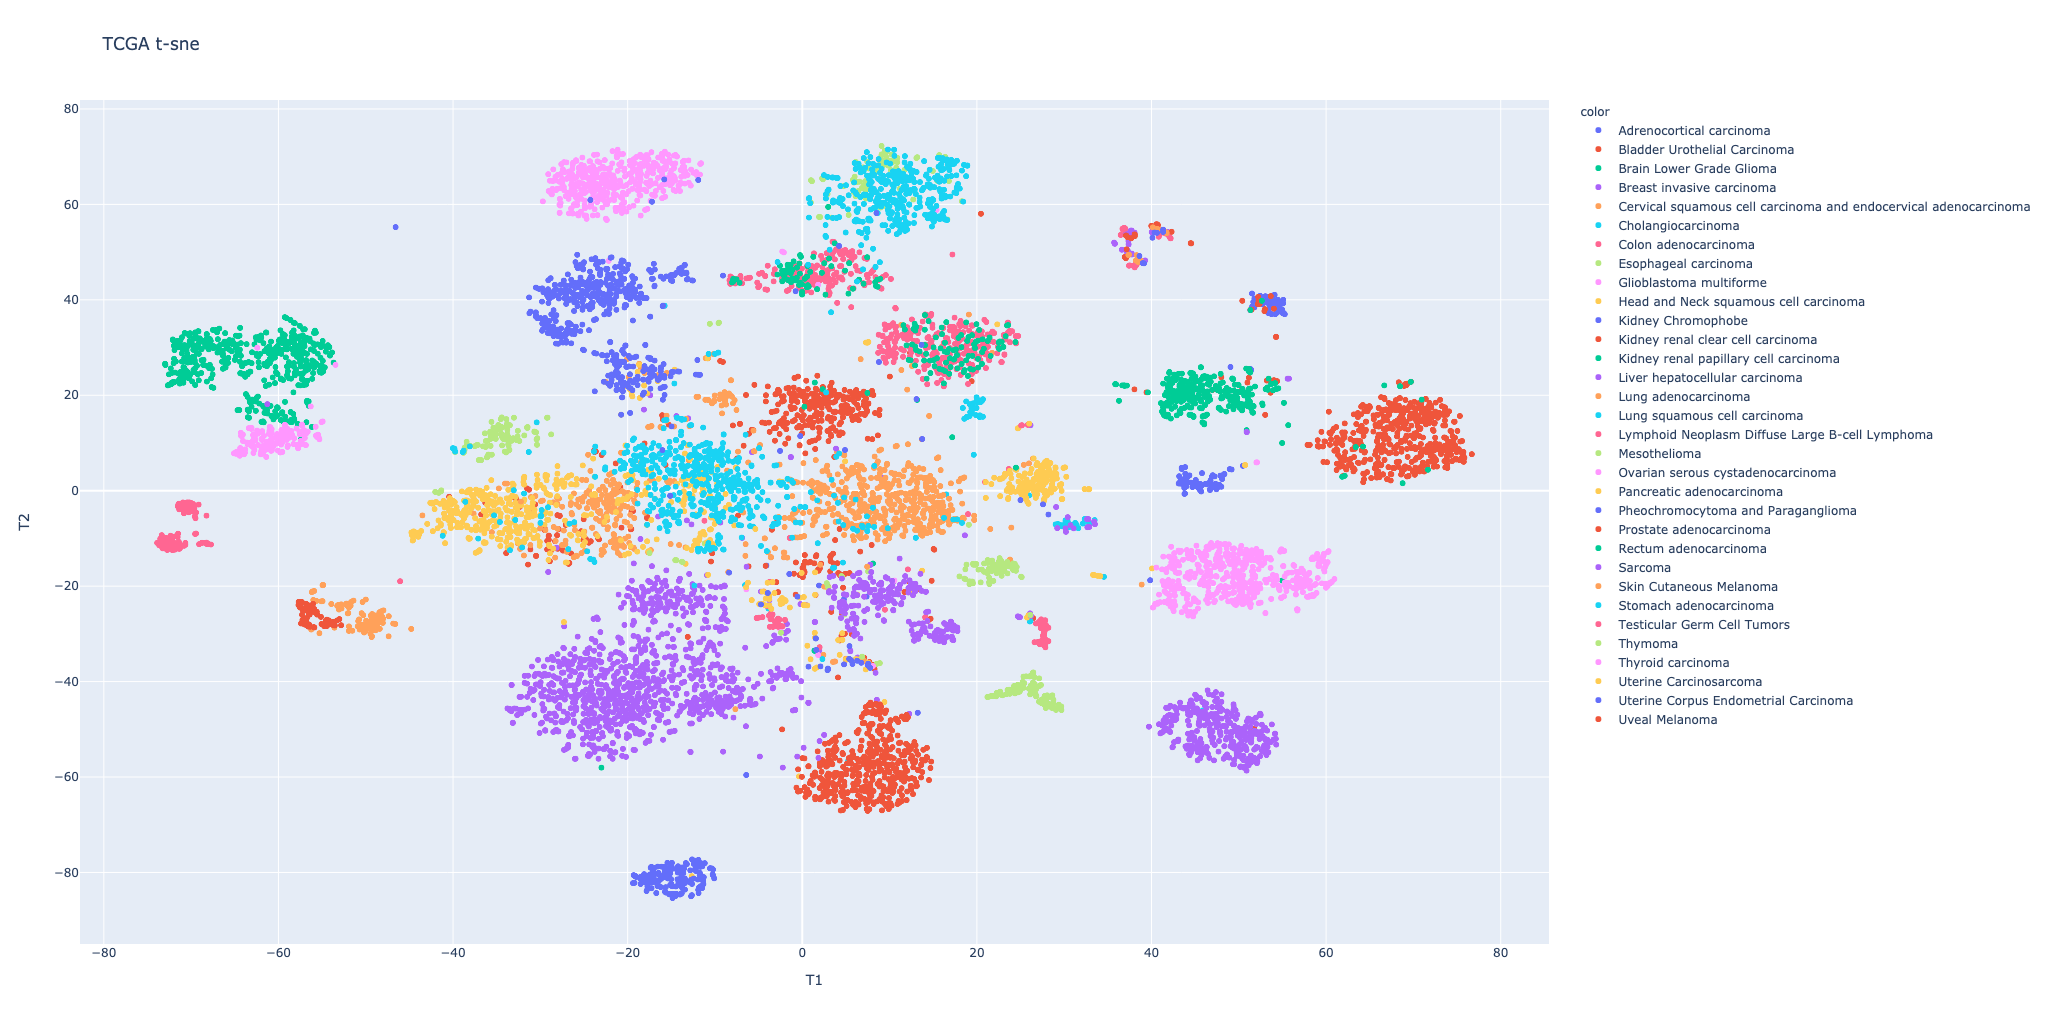 TCGA t-sne
80
60
40
20
0
−20
−40
−60
−80
T2
−80
−60
−40
−20
0
20
40
60
80
T1
color
Adrenocortical carcinoma
Bladder Urothelial Carcinoma
Brain Lower Grade Glioma
Breast invasive carcinoma
Cervical squamous cell carcinoma and endocervical adenocarcinoma
Cholangiocarcinoma
Colon adenocarcinoma
Esophageal carcinoma
Glioblastoma multiforme
Head and Neck squamous cell carcinoma
Kidney Chromophobe
Kidney renal clear cell carcinoma
Kidney renal papillary cell carcinoma
Liver hepatocellular carcinoma
Lung adenocarcinoma
Lung squamous cell carcinoma
Lymphoid Neoplasm Diffuse Large B-cell Lymphoma
Mesothelioma
Ovarian serous cystadenocarcinoma
Pancreatic adenocarcinoma
Pheochromocytoma and Paraganglioma
Prostate adenocarcinoma
Rectum adenocarcinoma
Sarcoma
Skin Cutaneous Melanoma
Stomach adenocarcinoma
Testicular Germ Cell Tumors
Thymoma
Thyroid carcinoma
Uterine Carcinosarcoma
Uterine Corpus Endometrial Carcinoma
Uveal Melanoma